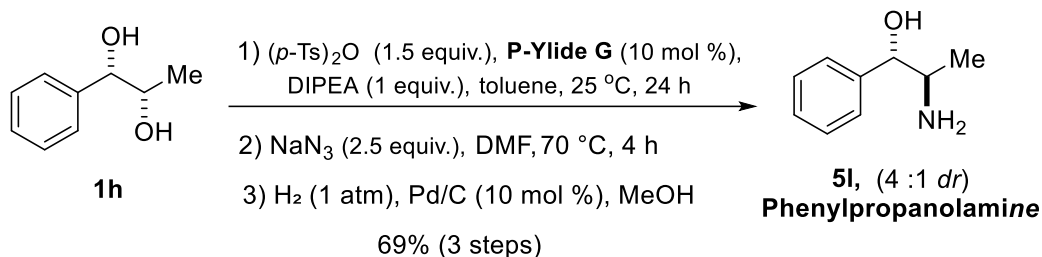 OH
Me
OH
1h
1) (p-Ts)₂O (1.5 equiv.), P-Ylide G (10 mol %),
DIPEA (1 equiv.), toluene, 25 °C, 24 h
2) NaN₃ (2.5 equiv.), DMF, 70 °C, 4 h
3) H₂ (1 atm), Pd/C (10 mol %), MeOH
69% (3 steps)
OH
Me
NH₂
5l, (4 :1 dr)
Phenylpropanolamine